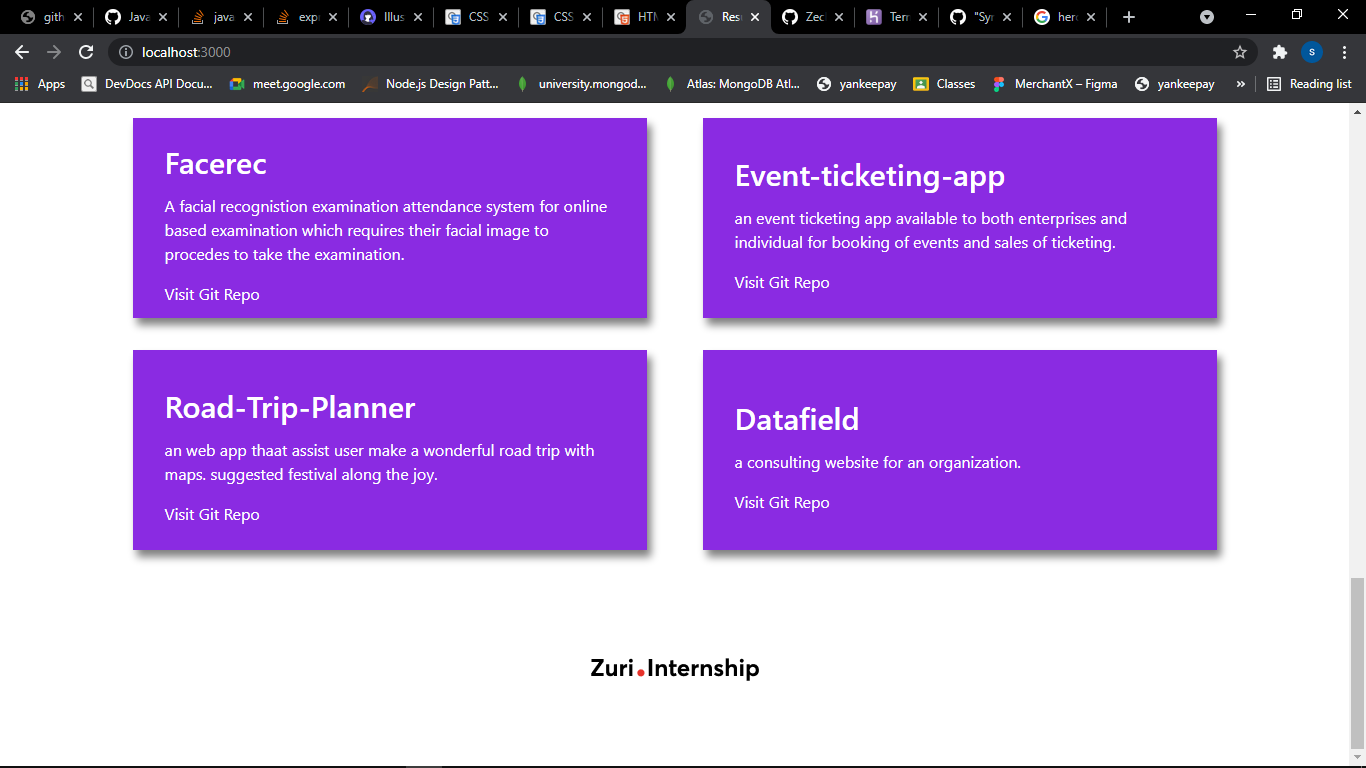 gith
Java
java
expr
Illus
CSS
CSS
HTM
Res
Zec
Terr
"Syr
hero
localhost:3000
Apps
DevDocs API Docu...
meet.google.com
Node.js Design Patt...
university.mongod...
Atlas: MongoDB Atl...
yankeepay
Classes
MerchantX – Figma
yankeepay
»
Reading list
Facerec
A facial recognistion examination attendance system for online
based examination which requires their facial image to
procedes to take the examination.
Visit Git Repo
Event-ticketing-app
an event ticketing app available to both enterprises and
individual for booking of events and sales of ticketing.
Visit Git Repo
Road-Trip-Planner
an web app thaat assist user make a wonderful road trip with
maps. suggested festival along the joy.
Visit Git Repo
Datafield
a consulting website for an organization.
Visit Git Repo
Zuri.Internship